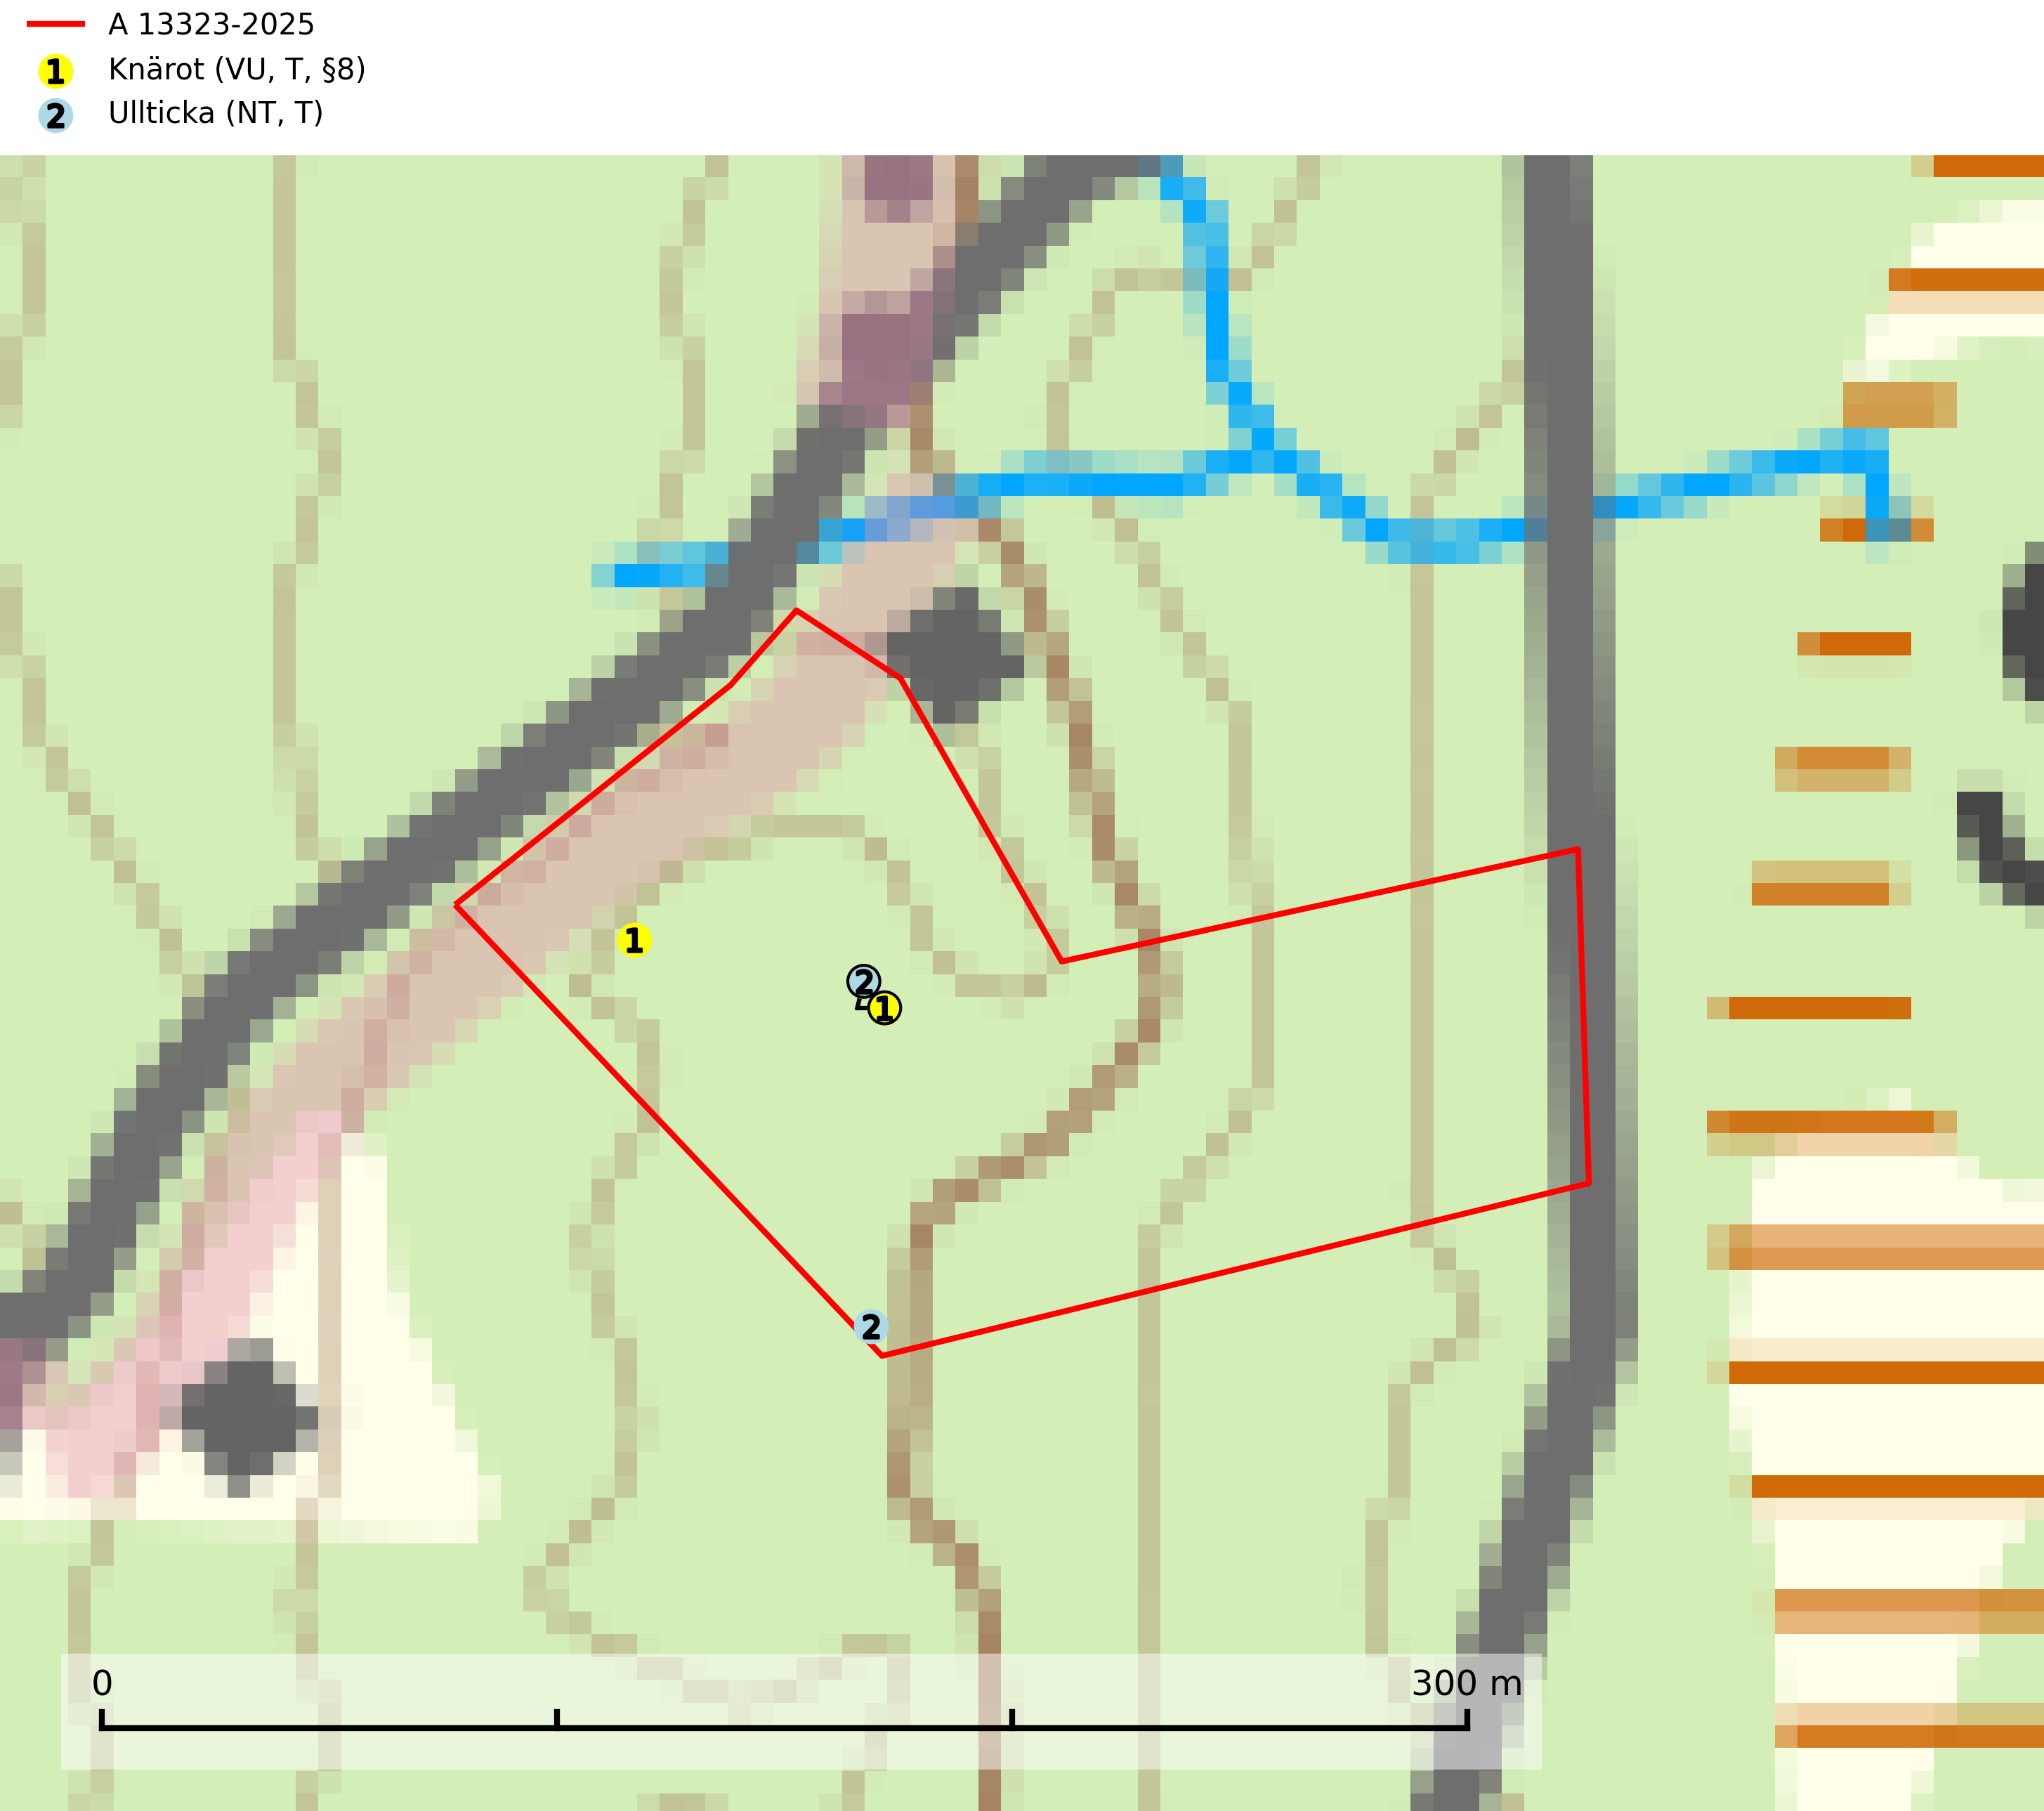 A 13323-2025
1 Knärot (VU, T, §8)
2 Ullticka (NT, T)
1
2
1
2
0 300 m